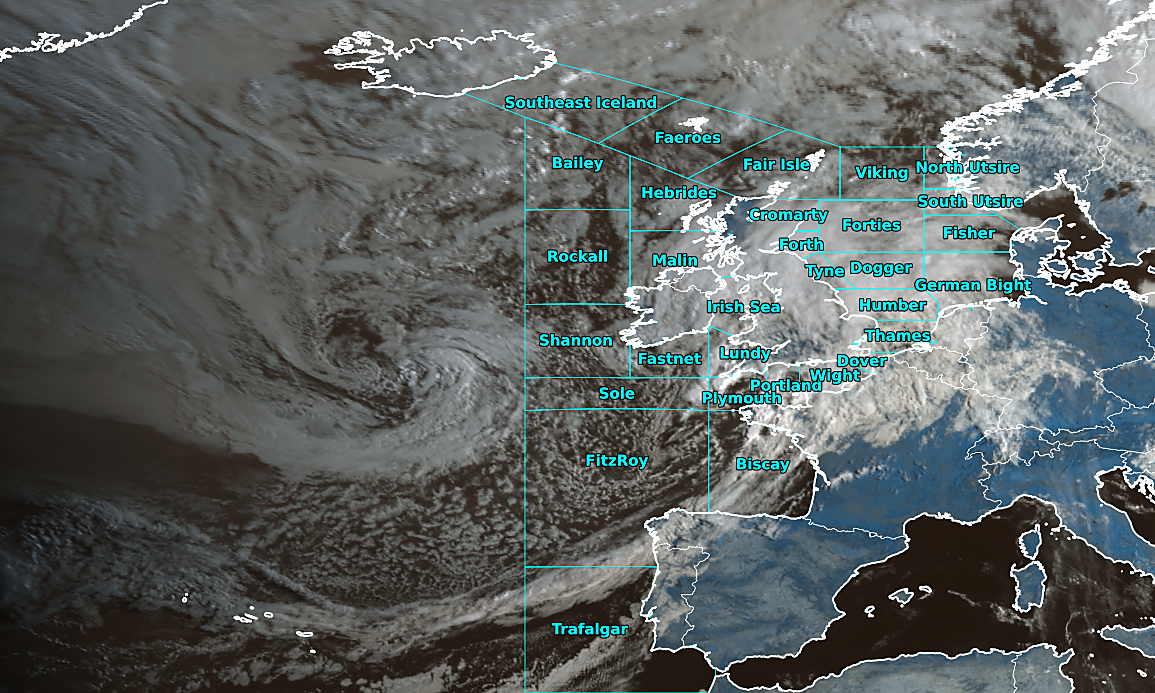 Southeast Iceland
Faeroes
Bailey
Fair Isle
Viking
North Utsire
Hebrides
South Utsire
Cromarty
Forties
Fisher
Forth
Rockall
Malin
Tyne
Dogger
German Bight
Irish Sea
Humber
Shannon
Thames
Fastnet
Lundy
Dover
Wight
Portland
Sole
Plymouth
FitzRoy
Biscay
Trafalgar